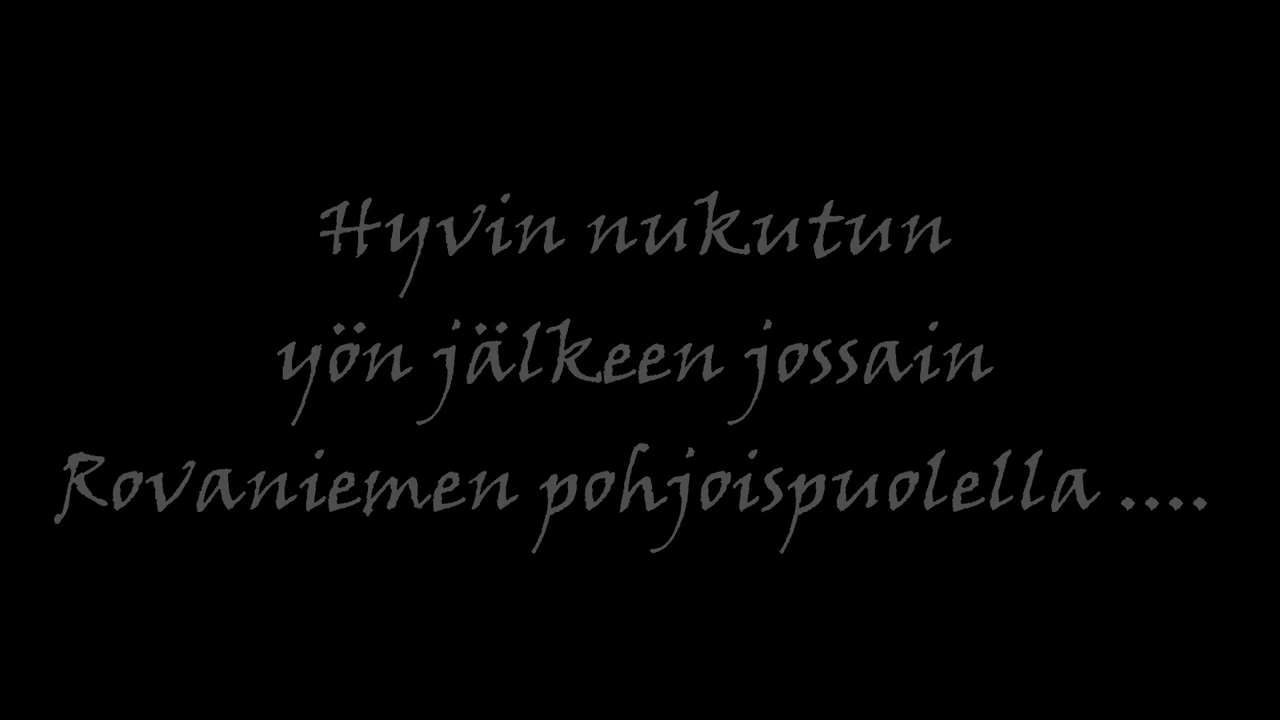 Hyvin nukutun
yön jälkeen jossain
Rovaniemen pohjoispuolella ....